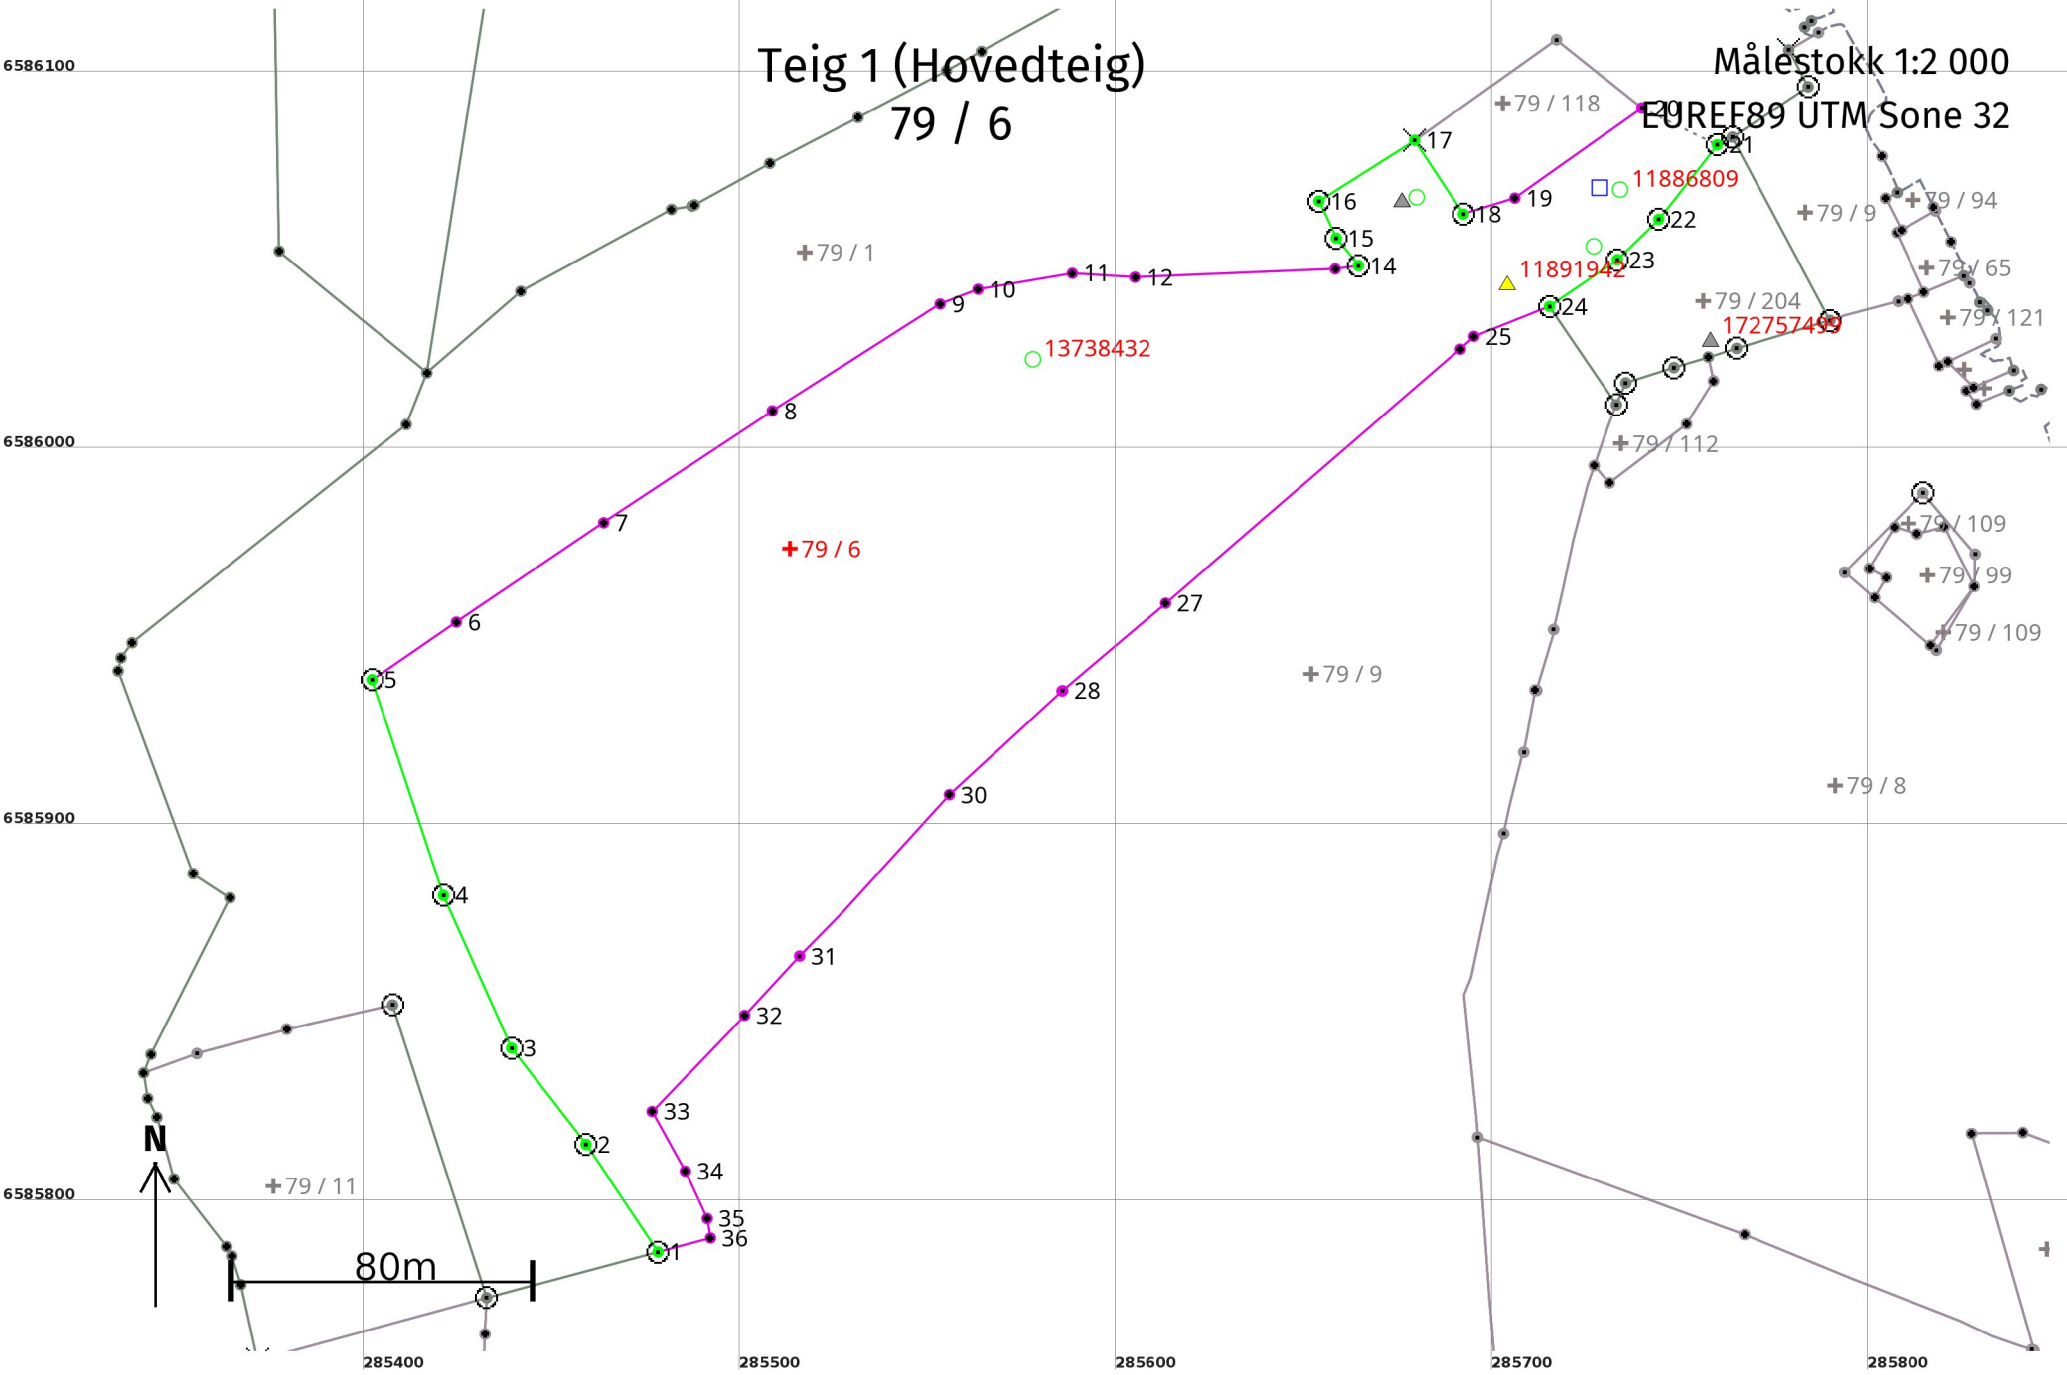 Teig 1 (Hovedteig)
79 / 6
Målestokk 1:2 000
EUREF89 UTM Sone 32
6586100
79 / 118
20
17
21
11886809
79 / 94
16
18
19
79 / 9
22
15
79 / 1
14
11
12
23
11891942
79 / 65
9
10
79 / 204
24
79 / 121
25
172757499
13738432
8
6586000
79 / 112
7
79 / 6
79 / 109
79 / 99
27
6
79 / 109
5
28
79 / 9
30
79 / 8
6585900
4
31
32
3
33
N
2
34
79 / 11
6585800
35
36
1
80m
285400
285500
285600
285700
285800